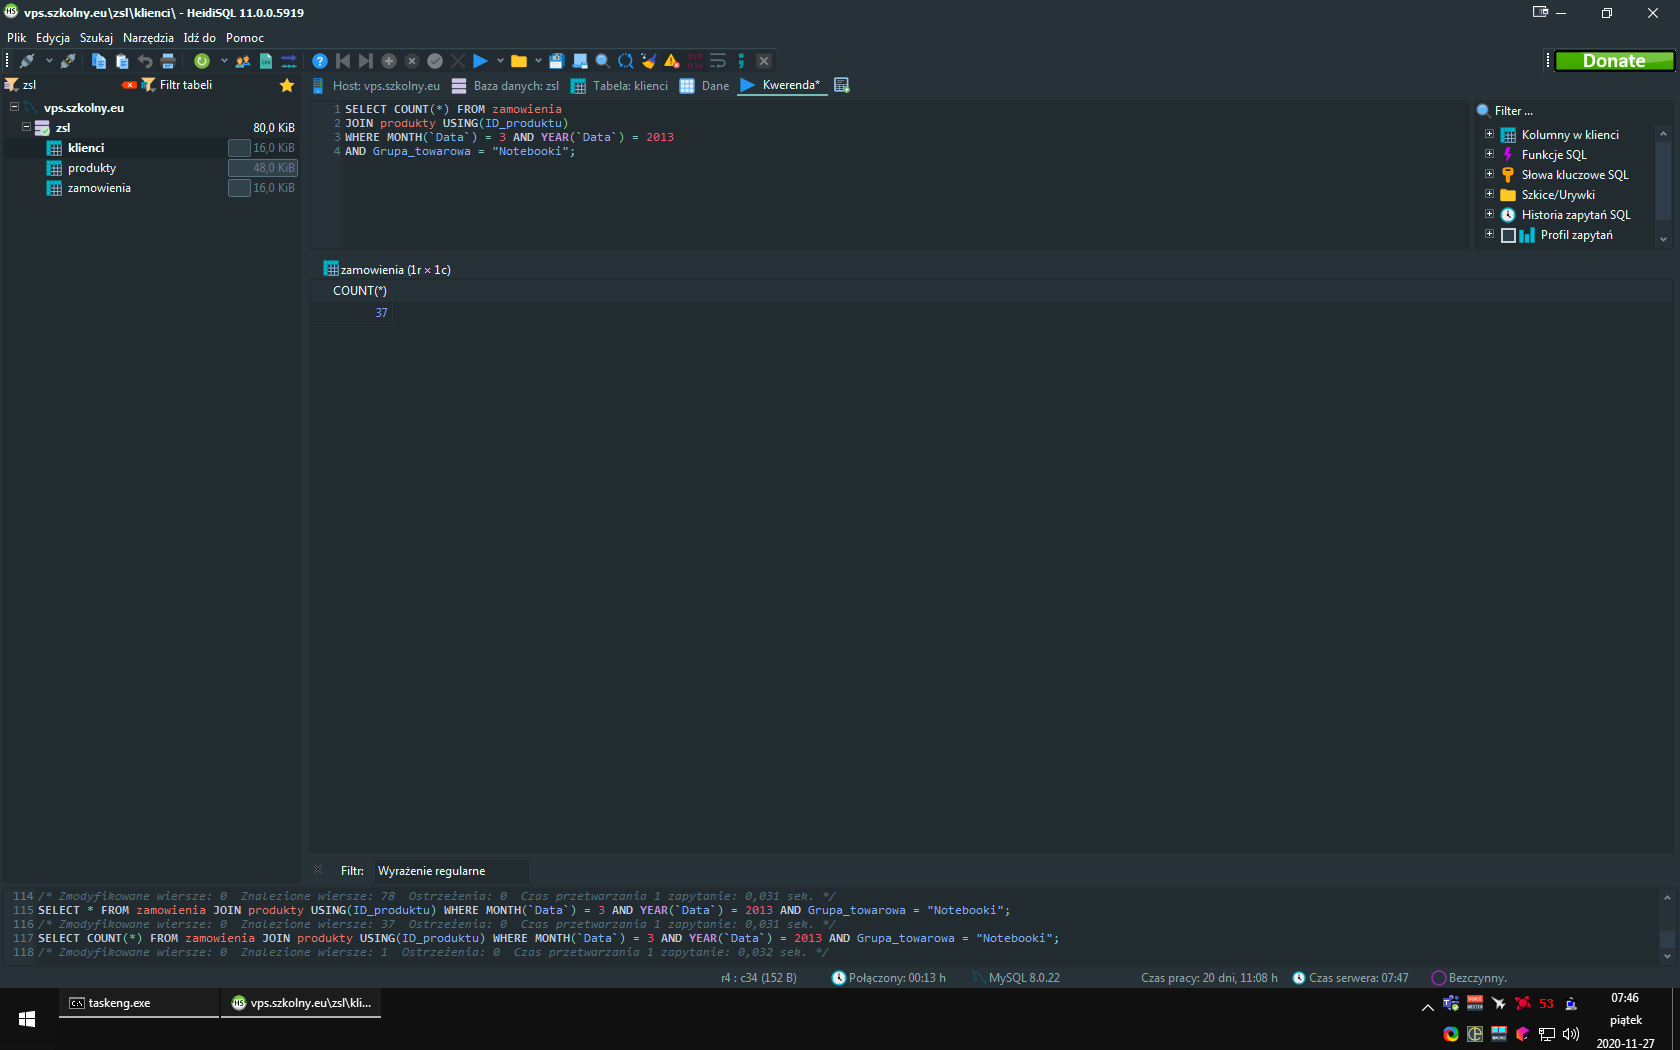 vps.szkolny.eu\zsl\klienci\ - HeidiSQL 11.0.0.5919
Plik Edycja Szukaj Narzędzia Idź do Pomoc
Donate
zsl
Filtr tabeli
Host: vps.szkolny.eu
Baza danych: zsl
Tabela: klienci
Dane
Kwerenda*
vps.szkolny.eu
zsl 80,0 KiB
klienci 16,0 KiB
produkty 48,0 KiB
zamowienia 16,0 KiB
1 SELECT COUNT(*) FROM zamowienia
2 JOIN produkty USING(ID_produktu)
3 WHERE MONTH(`Data`) = 3 AND YEAR(`Data`) = 2013
4 AND Grupa_towarowa = "Notebooki";
Filter ...
Kolumny w klienci
Funkcje SQL
Słowa kluczowe SQL
Szkice/Urywki
Historia zapytań SQL
Profil zapytań
zamowienia (1r × 1c)
COUNT(*)
37
Filtr: Wyrażenie regularne
114 /* Zmodyfikowane wiersze: 0 Znalezione wiersze: 78 Ostrzeżenia: 0 Czas przetwarzania 1 zapytanie: 0,031 sek. */
115 SELECT * FROM zamowienia JOIN produkty USING(ID_produktu) WHERE MONTH(`Data`) = 3 AND YEAR(`Data`) = 2013 AND Grupa_towarowa = "Notebooki";
116 /* Zmodyfikowane wiersze: 0 Znalezione wiersze: 37 Ostrzeżenia: 0 Czas przetwarzania 1 zapytanie: 0,031 sek. */
117 SELECT COUNT(*) FROM zamowienia JOIN produkty USING(ID_produktu) WHERE MONTH(`Data`) = 3 AND YEAR(`Data`) = 2013 AND Grupa_towarowa = "Notebooki";
118 /* Zmodyfikowane wiersze: 0 Znalezione wiersze: 1 Ostrzeżenia: 0 Czas przetwarzania 1 zapytanie: 0,032 sek. */
r4 : c34 (152 B)
Połączony: 00:13 h
MySQL 8.0.22
Czas pracy: 20 dni, 11:08 h
Czas serwera: 07:47
Bezczynny.
taskeng.exe
vps.szkolny.eu\zsl\kli...
53
07:46
piątek
2020-11-27